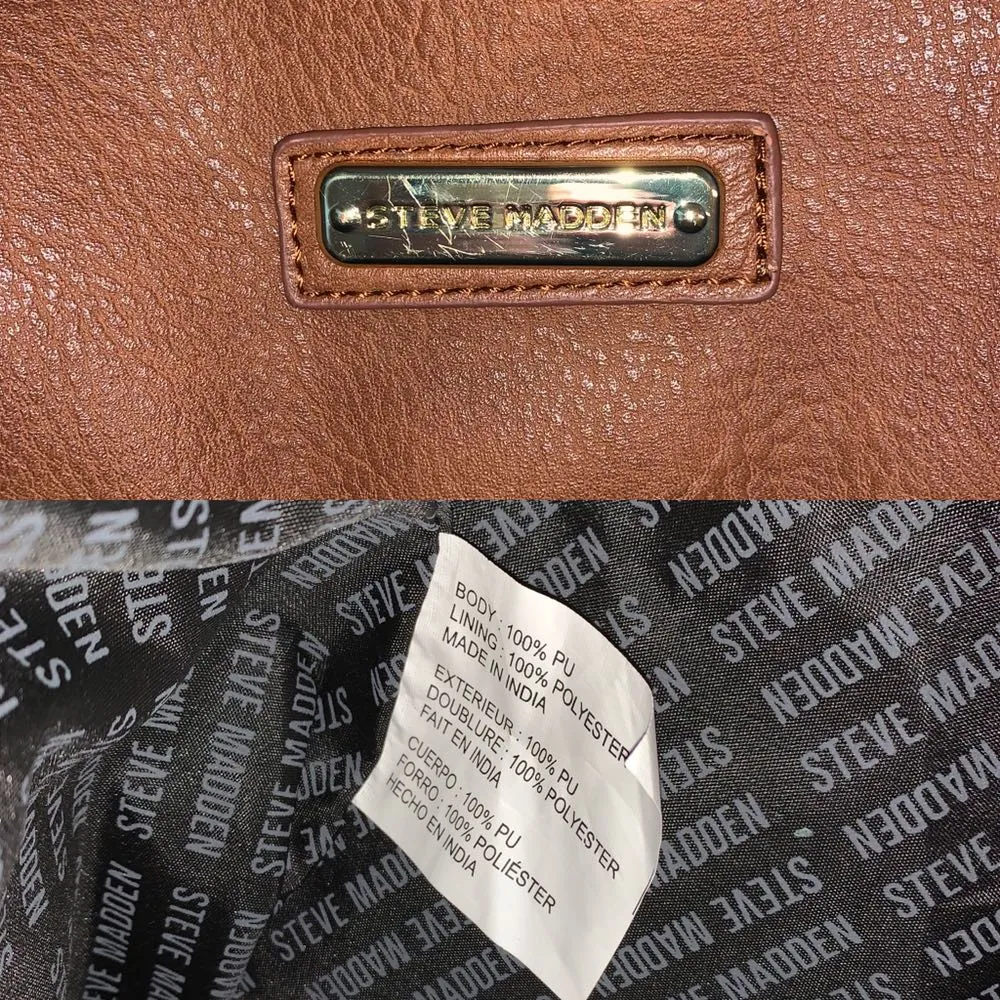 STEVE MADDEN
BODY : 100% PU
LINING : 100% POLYESTER
MADE IN INDIA
EXTERIEUR : 100% PU
DOUBLURE : 100% POLYESTER
FAIT EN INDIA
CUERPO : 100% PU
FORRO : 100% POLIÉSTER
HECHO EN INDIA
STEVE MADDEN
STEVE MADDEN
STEVE MADDEN
STEVE MADDEN
STEVE MADDEN
STEVE MADDEN